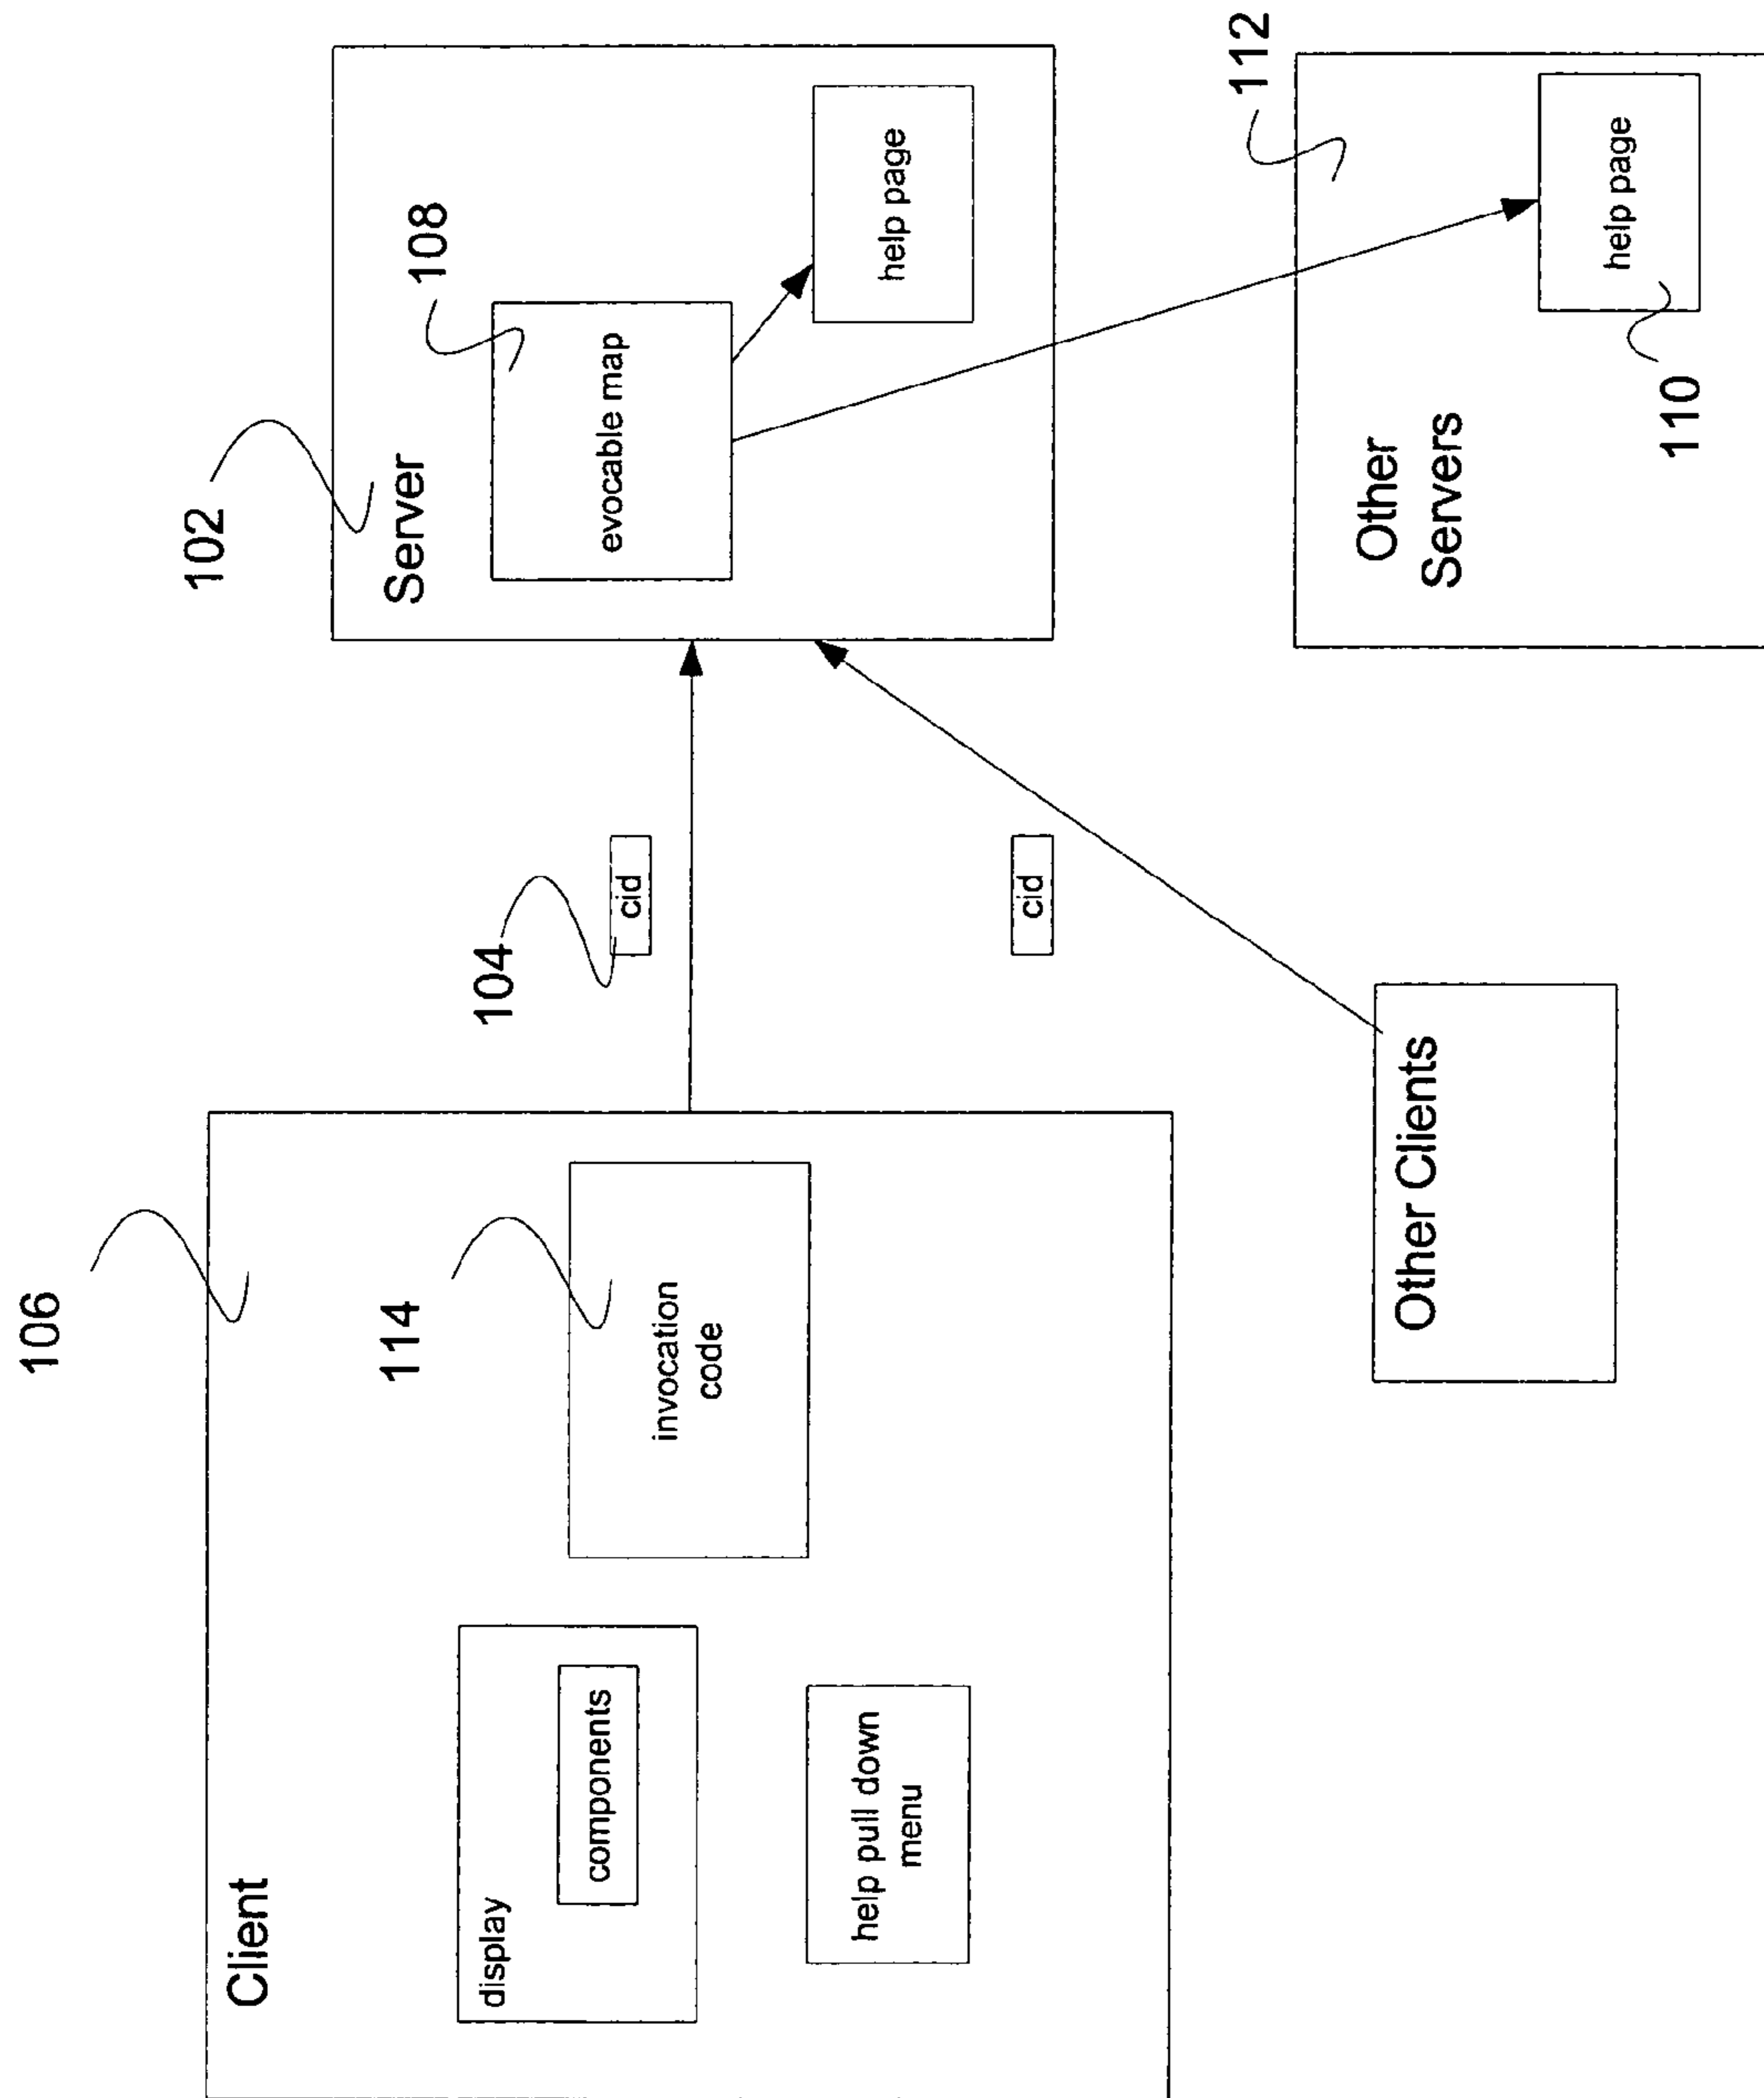 106
Client
display
components
help pull down
menu
114
invocation
code
104
cid
cid
Other Clients
102
Server
108
evocable map
help page
112
Other
Servers
help page
110